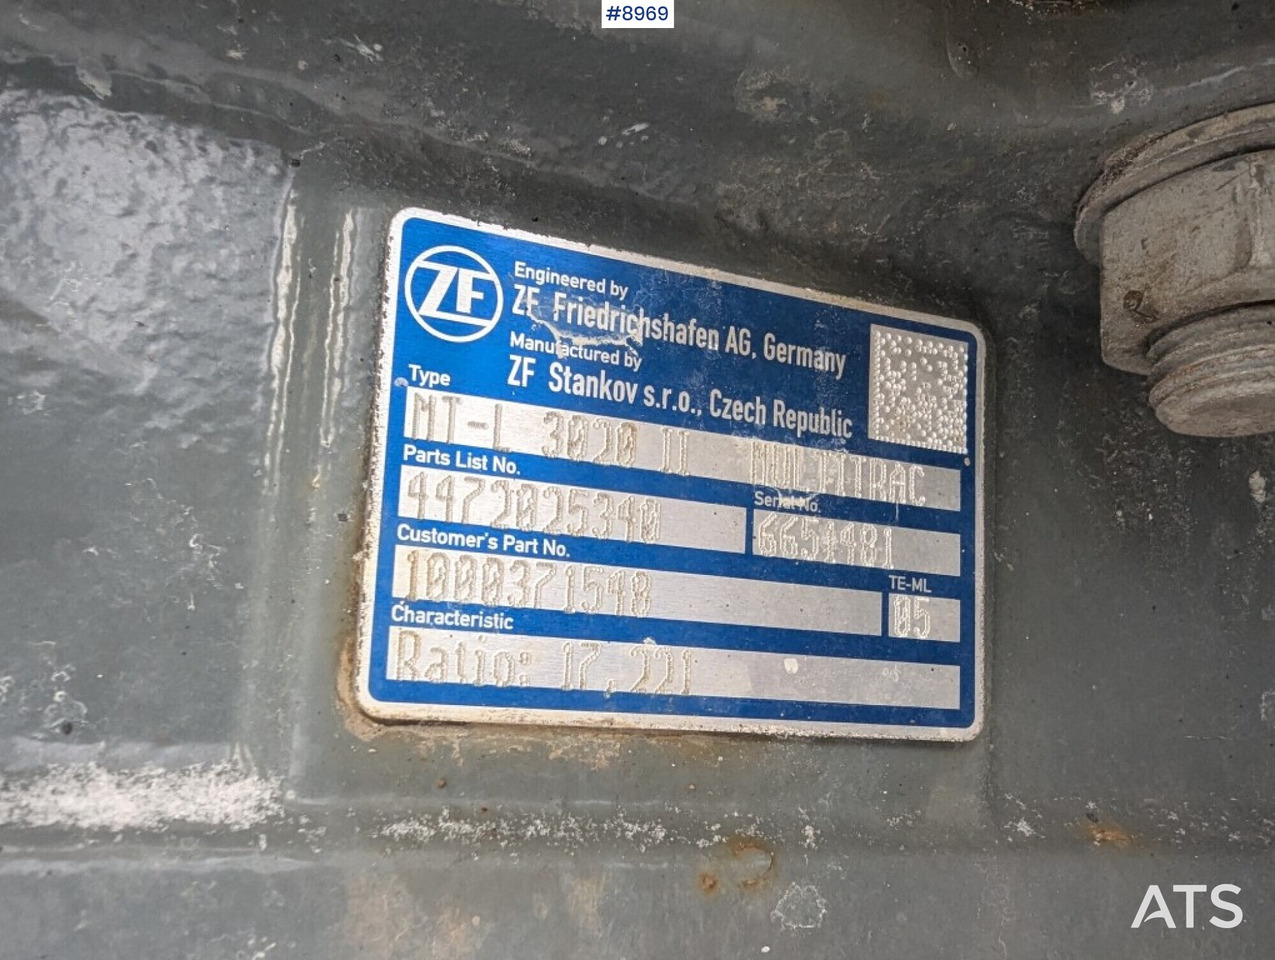 #8969
ZF
Engineered by
ZF Friedrichshafen AG, Germany
Manufactured by
ZF Stankov s.r.o., Czech Republic
Type
MT-L 3020 II MULTITRAC
Parts List No.
4472025340
Serial No.
6651481
Customer's Part No.
1000371548
TE-ML
05
Characteristic
Ratio: 17,221
ATS